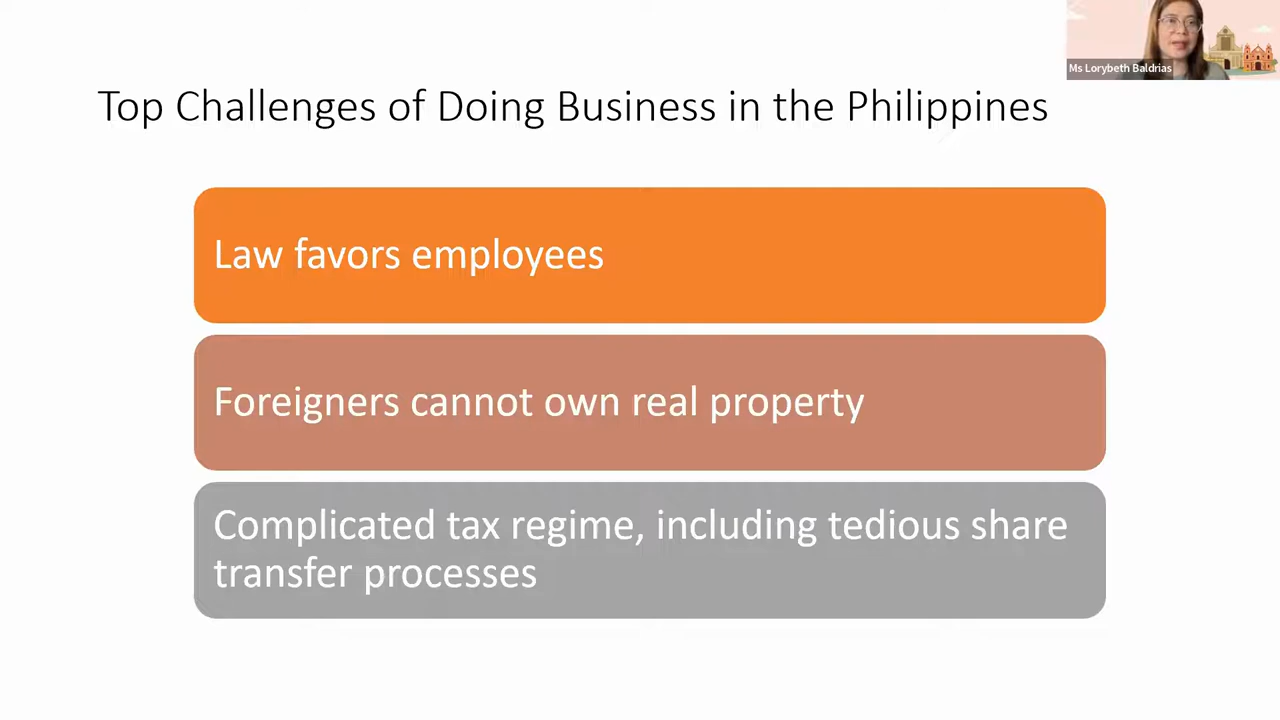 Ms Lorybeth Baldrias
Top Challenges of Doing Business in the Philippines
Law favors employees
Foreigners cannot own real property
Complicated tax regime, including tedious share
transfer processes